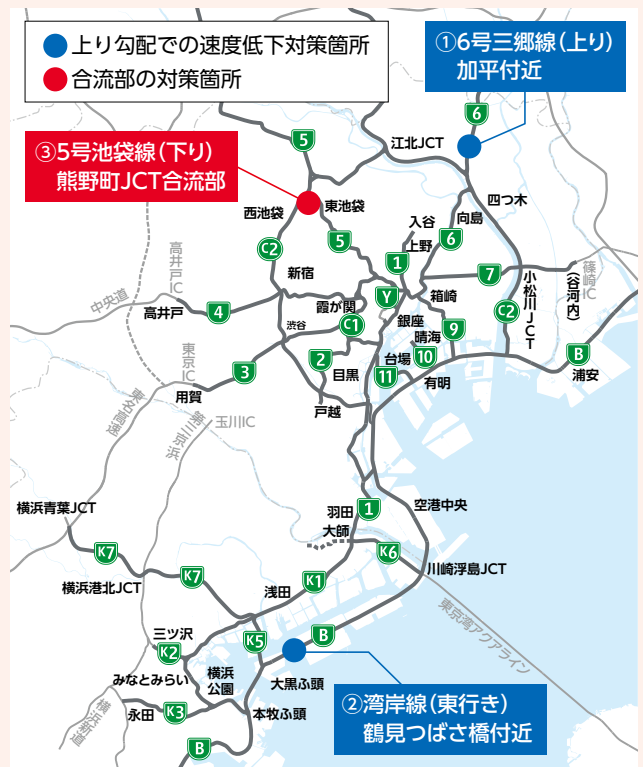 上り勾配での速度低下対策箇所
合流部の対策箇所
①6号三郷線(上り)
加平付近
③5号池袋線(下り)
熊野町JCT合流部
6
5
江北JCT
四つ木
西池袋
東池袋
入谷
上野
向島
6
5
1
C2
新宿
高井戸IC
中央道
高井戸
4
霞が関
C1
渋谷
Y
箱崎
7
小松川JCT
C2
篠崎IC
(谷河内)
銀座
晴海
9
10
台場
11
有明
B
浦安
2
目黒
戸越
東京IC
3
用賀
東名高速
第三京浜
玉川IC
羽田
1
空港中央
大師
K6
川崎浮島JCT
東京湾アクアライン
横浜青葉JCT
K7
横浜港北JCT
K7
浅田
K1
三ツ沢
K2
みなとみらい
K5
B
横浜
公園
大黒ふ頭
永田
K3
本牧ふ頭
横浜新道
B
②湾岸線(東行き)
鶴見つばさ橋付近